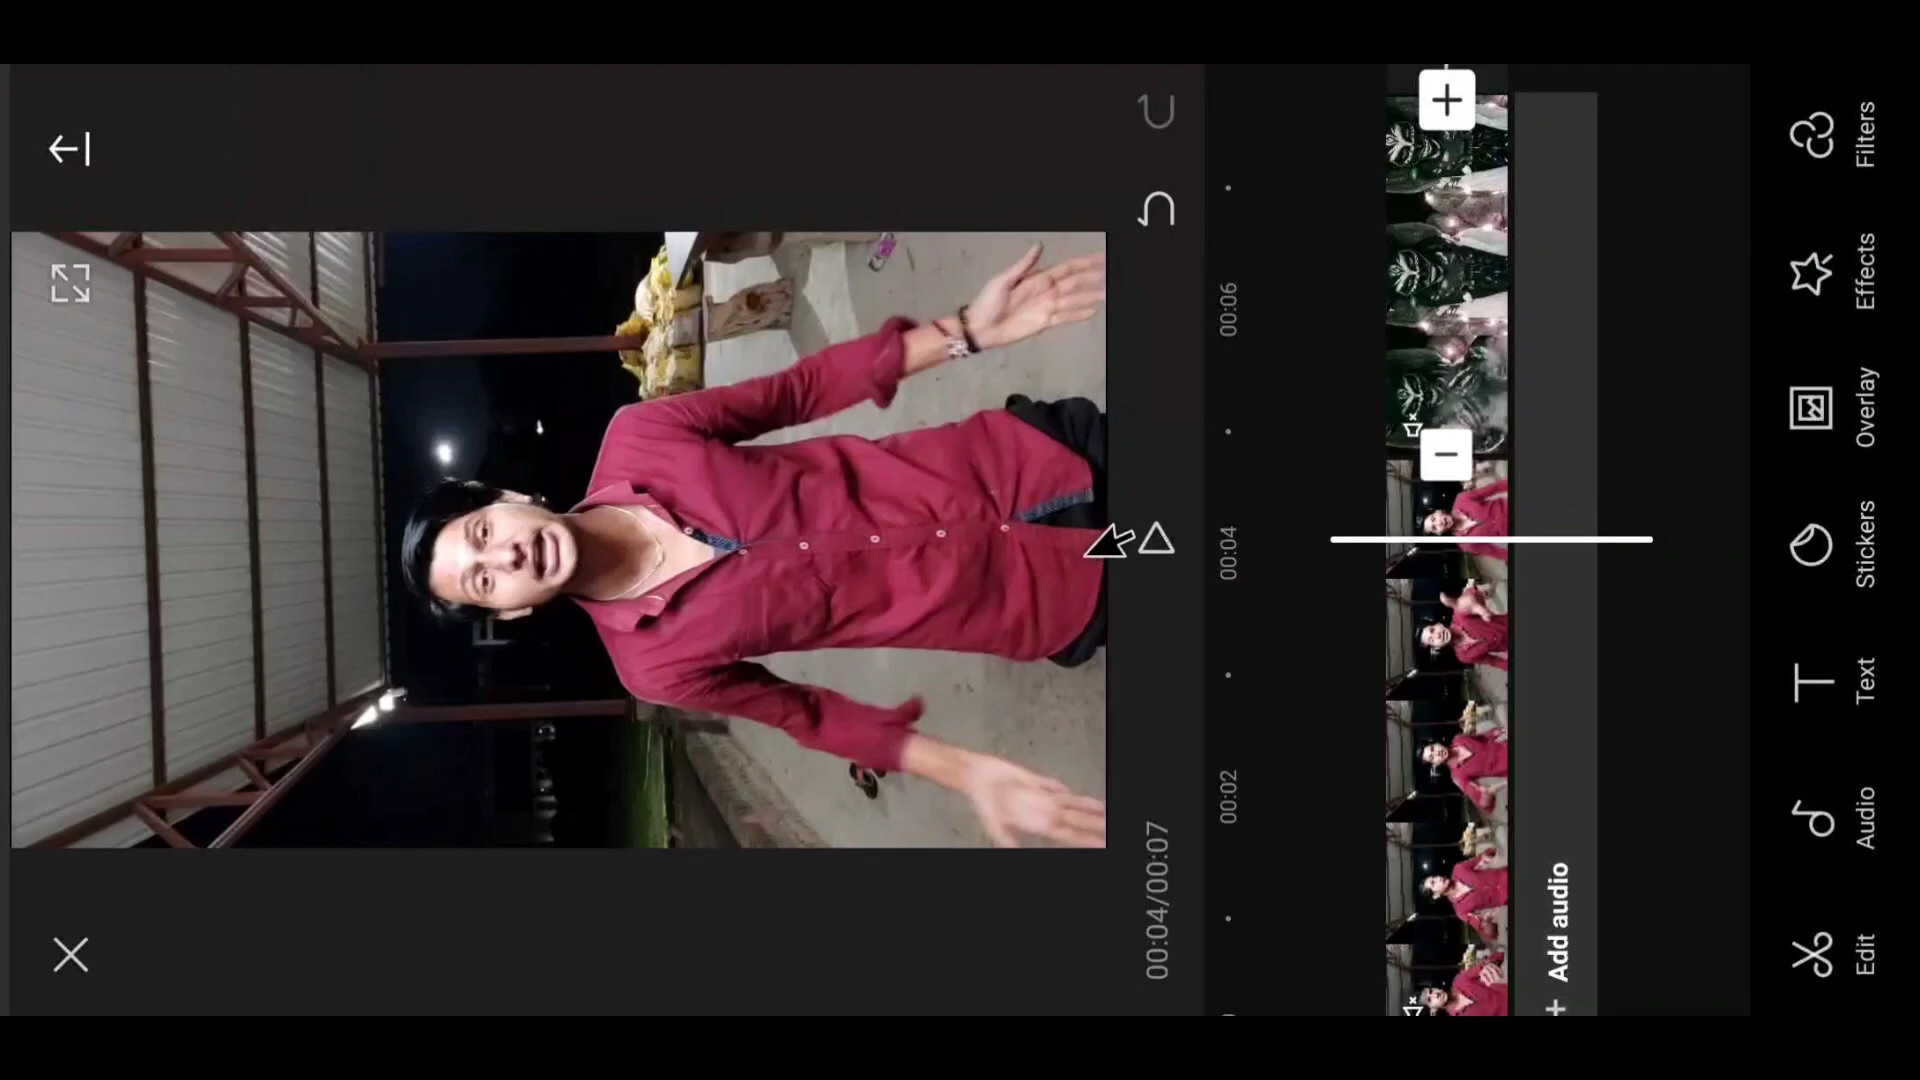 00:04/00:07
00:02
00:04
00:06
+ Add audio
Edit
Audio
Text
Stickers
Overlay
Effects
Filters